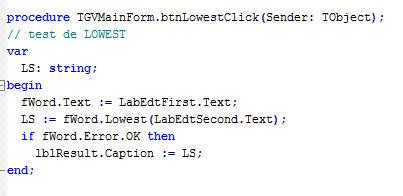 procedure TGVMainForm.btnLowestClick(Sender: TObject);
// test de LOWEST
var
  LS: string;
begin
  fWord.Text := LabEdtFirst.Text;
  LS := fWord.Lowest(LabEdtSecond.Text);
  if fWord.Error.OK then
    lblResult.Caption := LS;
end;